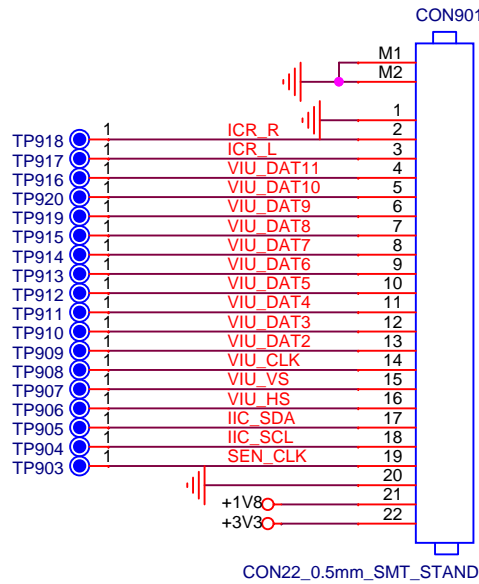 CON901
M1
M2
1
TP918 1 ICR_R 2
TP917 1 ICR_L 3
TP916 1 VIU_DAT11 4
TP920 1 VIU_DAT10 5
TP919 1 VIU_DAT9 6
TP915 1 VIU_DAT8 7
TP914 1 VIU_DAT7 8
TP913 1 VIU_DAT6 9
TP912 1 VIU_DAT5 10
TP911 1 VIU_DAT4 11
TP910 1 VIU_DAT3 12
TP909 1 VIU_DAT2 13
TP908 1 VIU_CLK 14
TP907 1 VIU_VS 15
TP906 1 VIU_HS 16
TP905 1 IIC_SDA 17
TP904 1 IIC_SCL 18
TP903 1 SEN_CLK 19
20
+1V8 21
+3V3 22
CON22_0.5mm_SMT_STAND